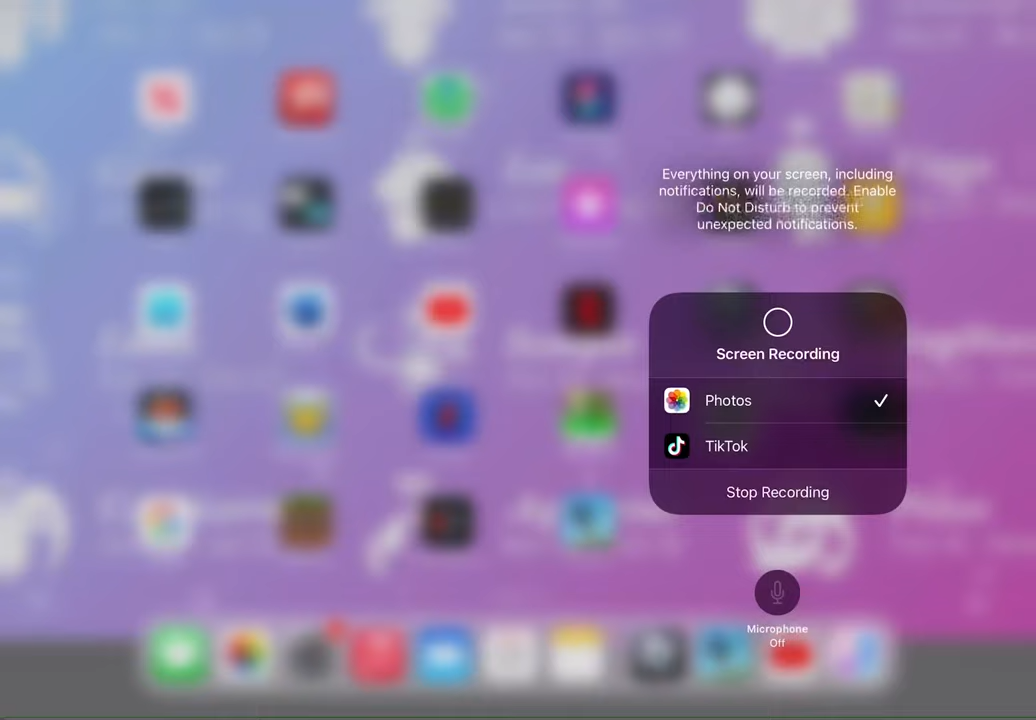 Everything on your screen, including
notifications, will be recorded. Enable
Do Not Disturb to prevent
unexpected notifications.
Screen Recording
Photos
TikTok
Stop Recording
Microphone
Off